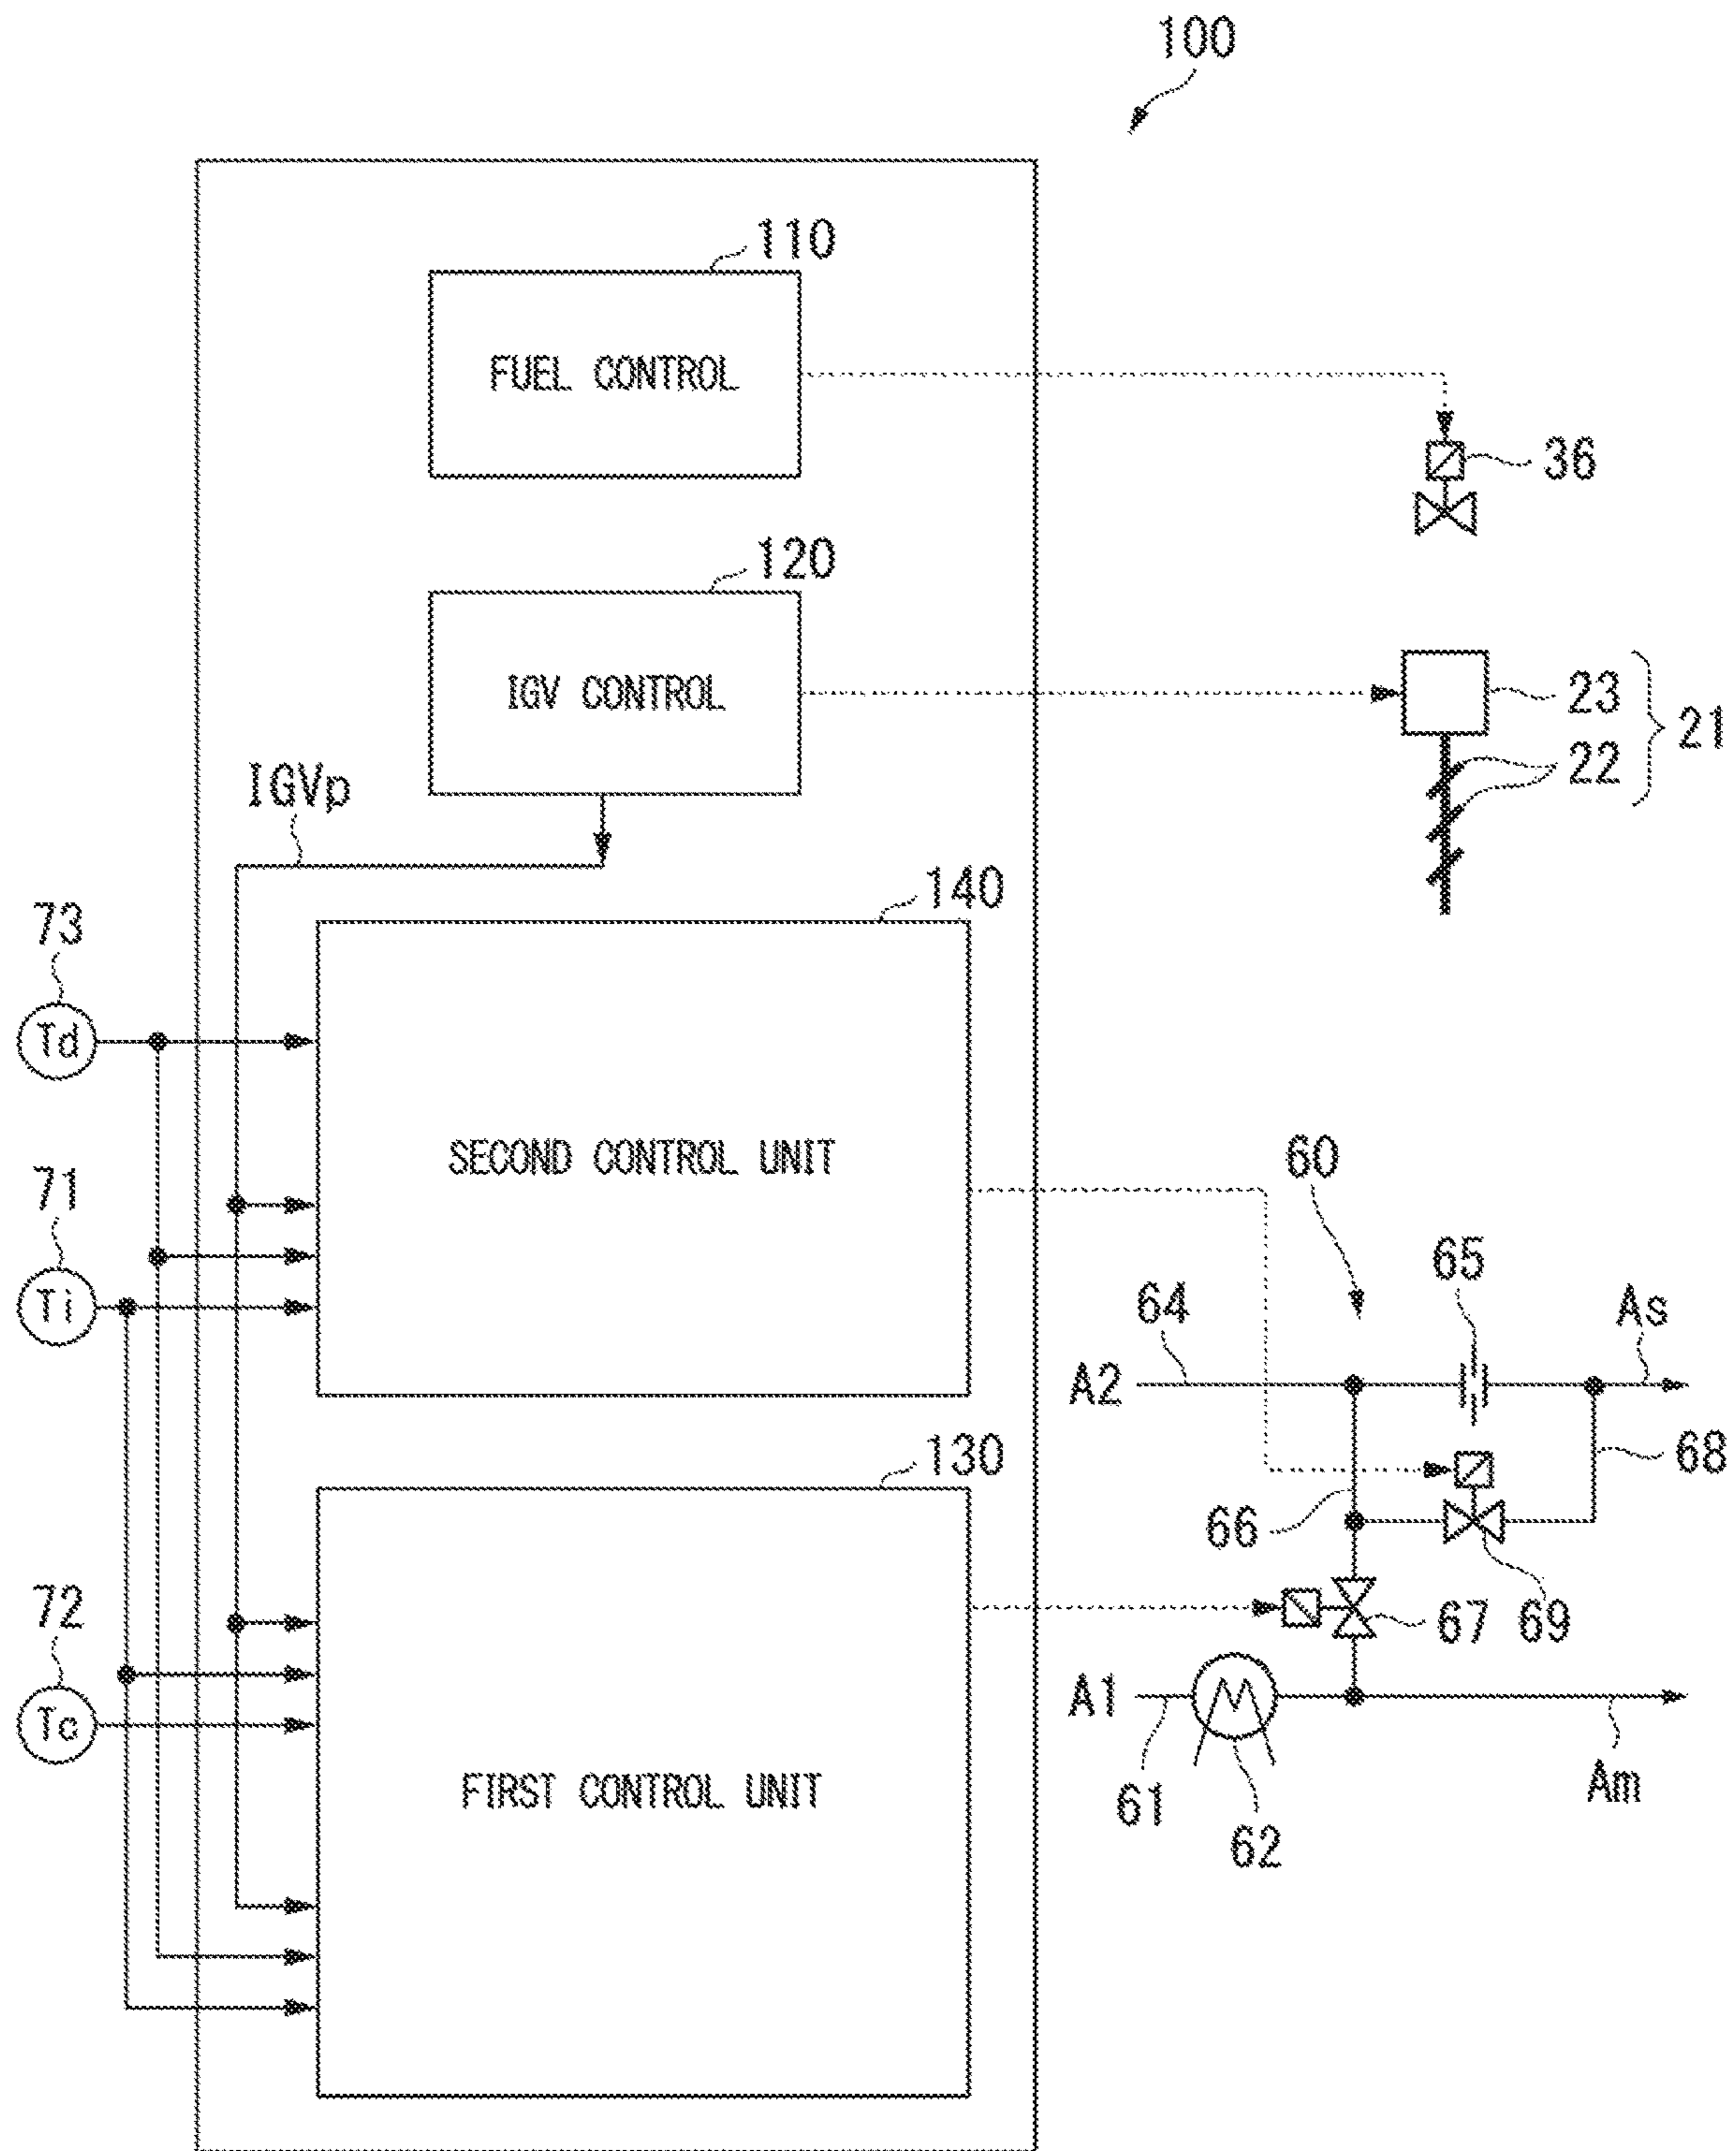 100
110
FUEL CONTROL
36
120
IGV CONTROL
23
21
22
IGVp
140
73
Td
SECOND CONTROL UNIT
60
71
65
64
As
Ti
A2
68
130
66
72
67
69
A1
Tc
61
Am
FIRST CONTROL UNIT
62